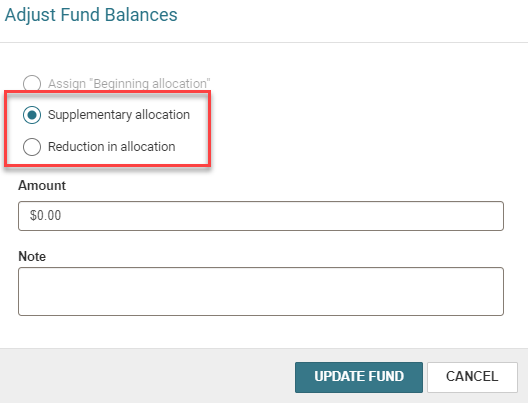 Adjust Fund Balances
Assign "Beginning allocation"
Supplementary allocation
Reduction in allocation
Amount
$0.00
Note
UPDATE FUND
CANCEL